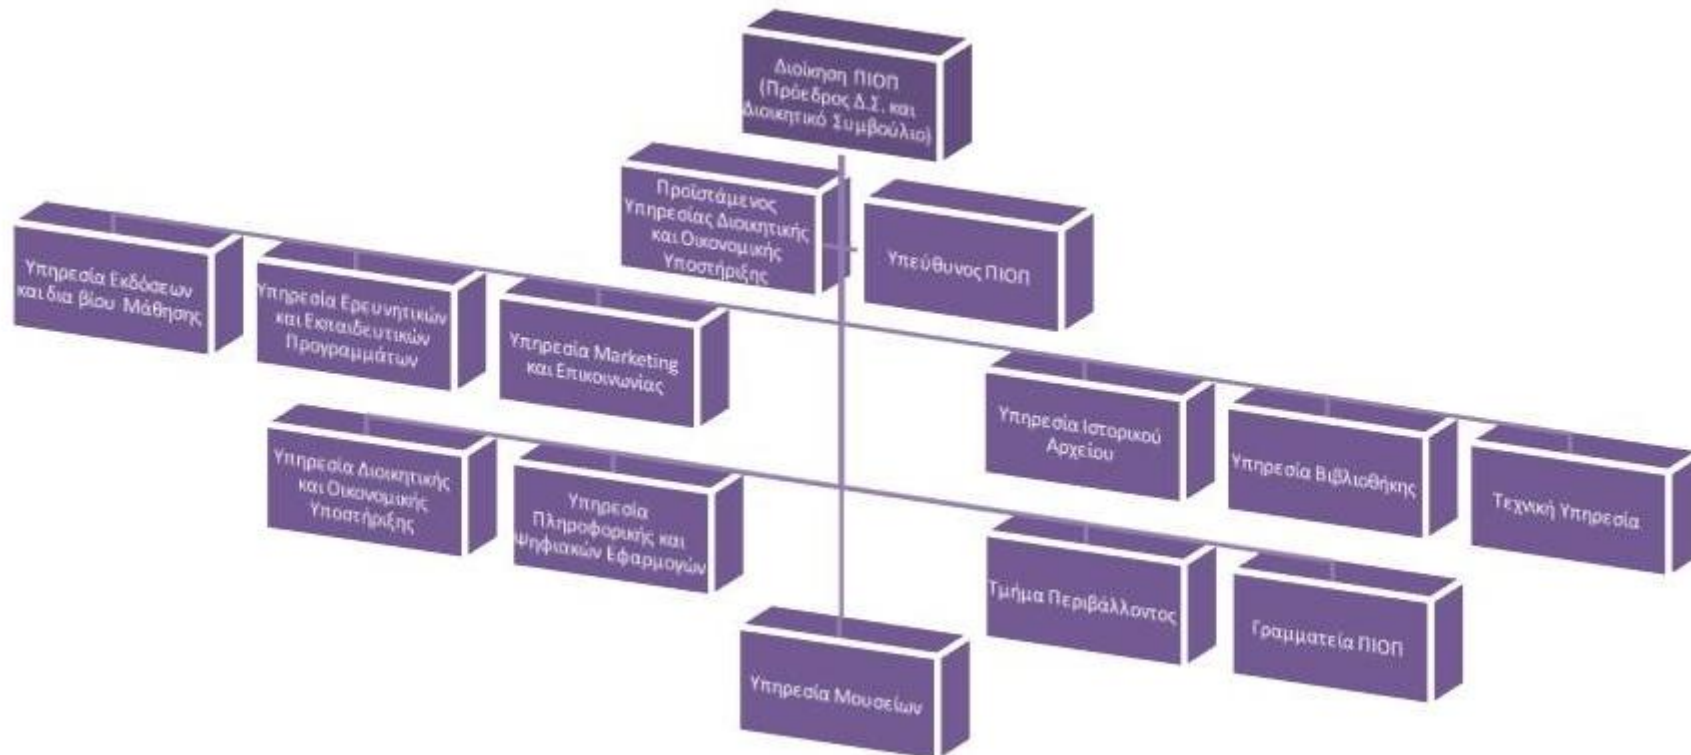 Διοίκηση ΠΙΟΠ
(Πρόεδρος Δ.Σ. και
Διοικητικό Συμβούλιο)
Προϊστάμενος
Υπηρεσίας Διοικητικής
και Οικονομικής
Υποστήριξης
Υπεύθυνος ΠΙΟΠ
Υπηρεσία Εκδόσεων
και δια βίου Μάθησης
Υπηρεσία Ερευνητικών
και Εκπαιδευτικών
Προγραμμάτων
Υπηρεσία Marketing
και Επικοινωνίας
Υπηρεσία Ιστορικού
Αρχείου
Υπηρεσία Βιβλιοθήκης
Τεχνική Υπηρεσία
Υπηρεσία Διοικητικής
και Οικονομικής
Υποστήριξης
Υπηρεσία
Πληροφορικής και
Ψηφιακών Εφαρμογών
Τμήμα Περιβάλλοντος
Γραμματεία ΠΙΟΠ
Υπηρεσία Μουσείων